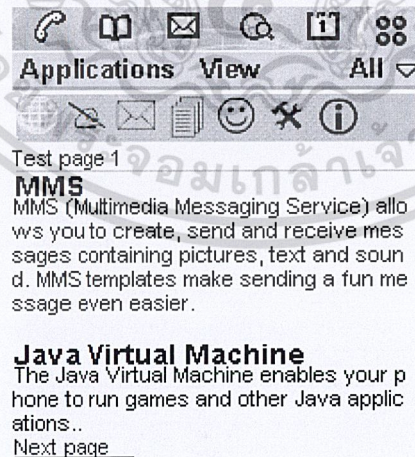 Applications View All
Test page 1
MMS
MMS (Multimedia Messaging Service) allo
ws you to create, send and receive mes
sages containing pictures, text and soun
d. MMS templates make sending a fun me
ssage even easier.
Java Virtual Machine
The Java Virtual Machine enables your p
hone to run games and other Java applic
ations..
Next page